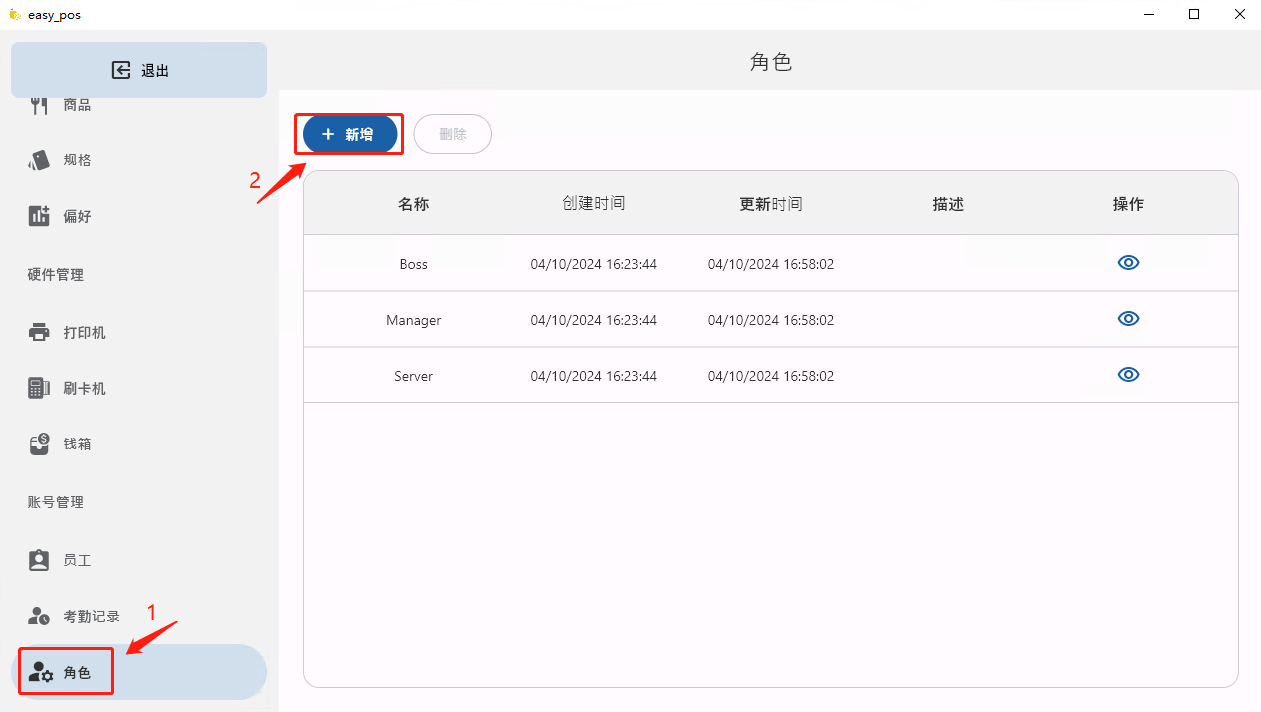 easy_pos
退出
角色
商品
规格
偏好
硬件管理
打印机
刷卡机
钱箱
账号管理
员工
考勤记录
1
角色
+ 新增
删除
2
名称 创建时间 更新时间 描述 操作
Boss 04/10/2024 16:23:44 04/10/2024 16:58:02
Manager 04/10/2024 16:23:44 04/10/2024 16:58:02
Server 04/10/2024 16:23:44 04/10/2024 16:58:02